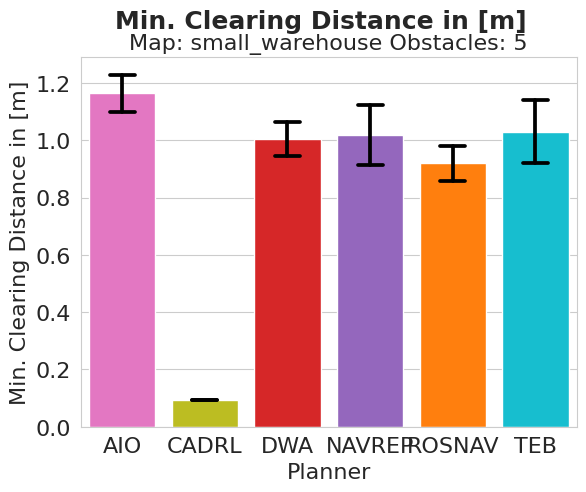 Min. Clearing Distance in [m]
Map: small_warehouse Obstacles: 5
Min. Clearing Distance in [m]
1.2
1.0
0.8
0.6
0.4
0.2
0.0
AIO CADRL DWA NAVREP ROSNAV TEB
Planner